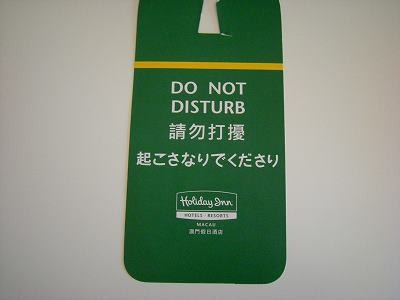 DO NOT
DISTURB
請勿打擾
起こさなりでくださり
Holiday Inn
HOTELS · RESORTS
MACAU
澳門假日酒店